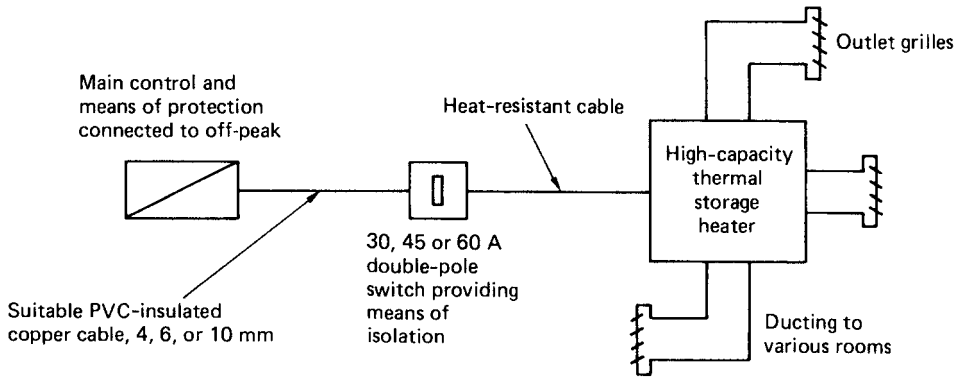 Outlet grilles
Main control and
means of protection
connected to off-peak
Heat-resistant cable
High-capacity
thermal
storage
heater
30, 45 or 60 A
double-pole
switch providing
means of
isolation
Suitable PVC-insulated
copper cable, 4, 6, or 10 mm
Ducting to
various rooms